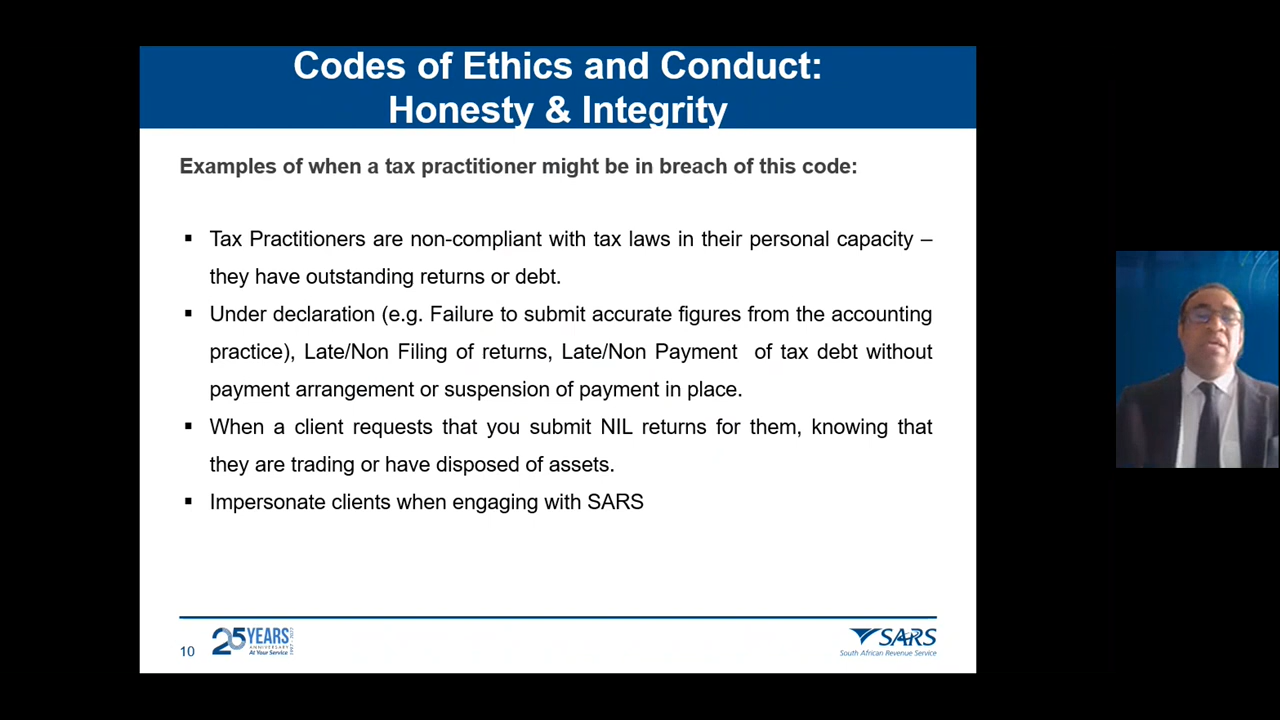 Codes of Ethics and Conduct:
Honesty & Integrity
Examples of when a tax practitioner might be in breach of this code:
▪ Tax Practitioners are non-compliant with tax laws in their personal capacity –
they have outstanding returns or debt.
▪ Under declaration (e.g. Failure to submit accurate figures from the accounting
practice), Late/Non Filing of returns, Late/Non Payment of tax debt without
payment arrangement or suspension of payment in place.
▪ When a client requests that you submit NIL returns for them, knowing that
they are trading or have disposed of assets.
▪ Impersonate clients when engaging with SARS
10
25 YEARS
ANNIVERSARY
At Your Service
SARS
South African Revenue Service